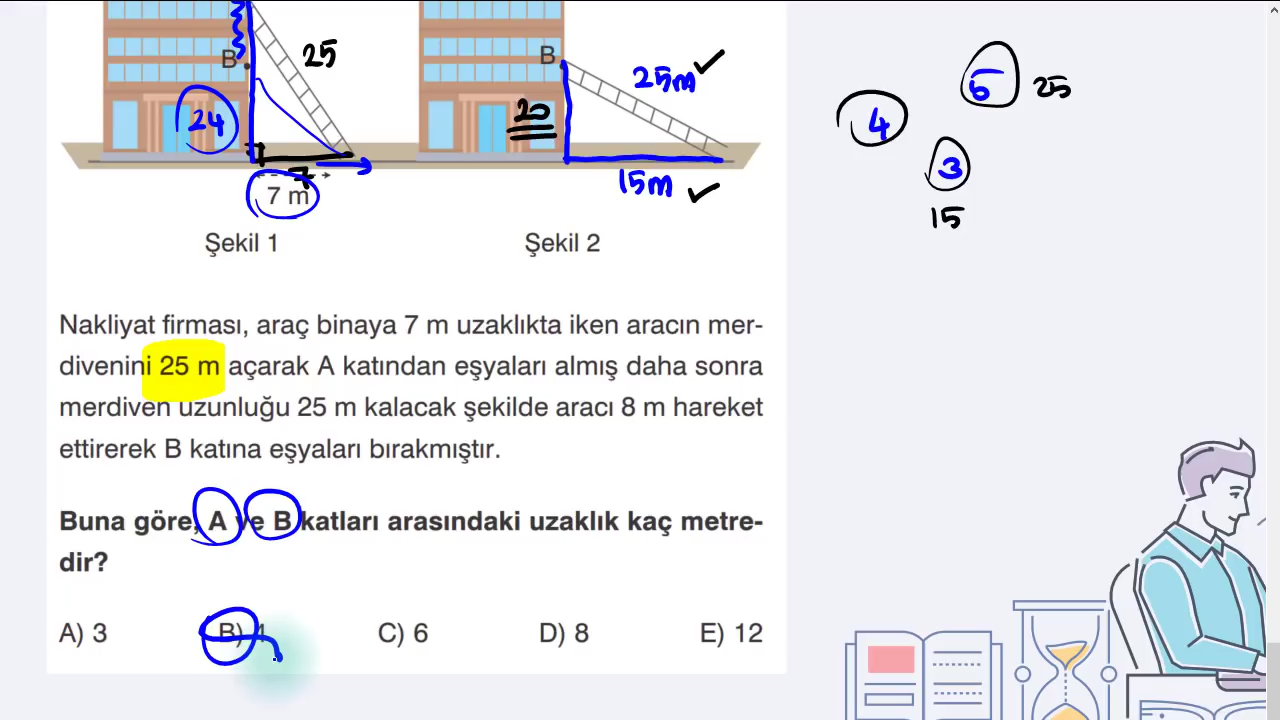 B
25
24
7
7 m
B
25m
20
15m
5
25
4
3
15
Şekil 1
Şekil 2
Nakliyat firması, araç binaya 7 m uzaklıkta iken aracın mer-
divenini 25 m açarak A katından eşyaları almış daha sonra
merdiven uzunluğu 25 m kalacak şekilde aracı 8 m hareket
ettirerek B katına eşyaları bırakmıştır.
Buna göre, A ve B katları arasındaki uzaklık kaç metre-
dir?
A) 3 B) 4 C) 6 D) 8 E) 12